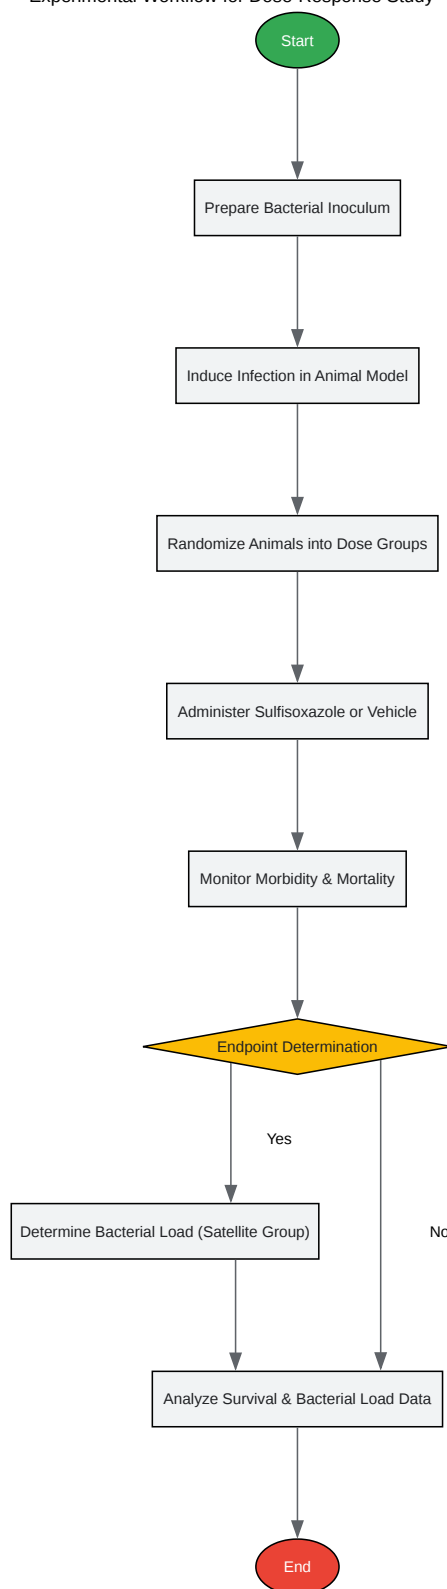 Experimental Workflow for Dose-Response Study
Start
Prepare Bacterial Inoculum
Induce Infection in Animal Model
Randomize Animals into Dose Groups
Administer Sulfisoxazole or Vehicle
Monitor Morbidity & Mortality
Endpoint Determination
Yes
Determine Bacterial Load (Satellite Group)
No
Analyze Survival & Bacterial Load Data
End